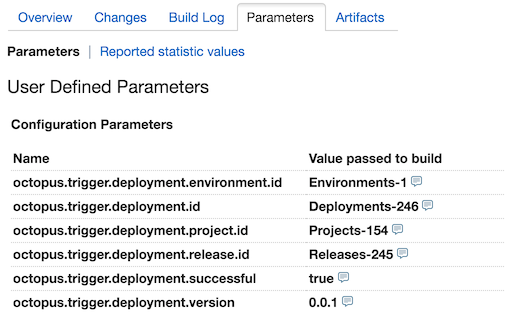 Overview Changes Build Log Parameters Artifacts
Parameters | Reported statistic values
User Defined Parameters
Configuration Parameters
Name Value passed to build
octopus.trigger.deployment.environment.id Environments-1
octopus.trigger.deployment.id Deployments-246
octopus.trigger.deployment.project.id Projects-154
octopus.trigger.deployment.release.id Releases-245
octopus.trigger.deployment.successful true
octopus.trigger.deployment.version 0.0.1